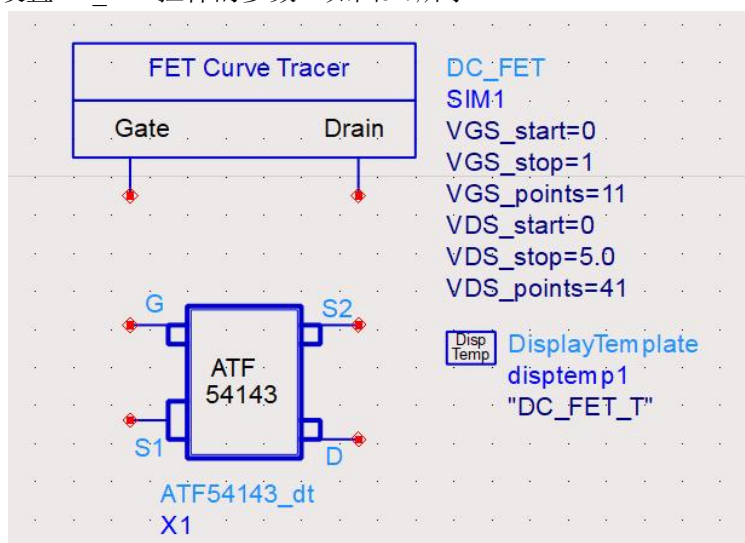 FET Curve Tracer
Gate Drain
DC_FET
SIM1
VGS_start=0
VGS_stop=1
VGS_points=11
VDS_start=0
VDS_stop=5.0
VDS_points=41
G S2
ATF
54143
S1 D
ATF54143_dt
X1
Disp
Temp
DisplayTemplate
disptemp1
"DC_FET_T"